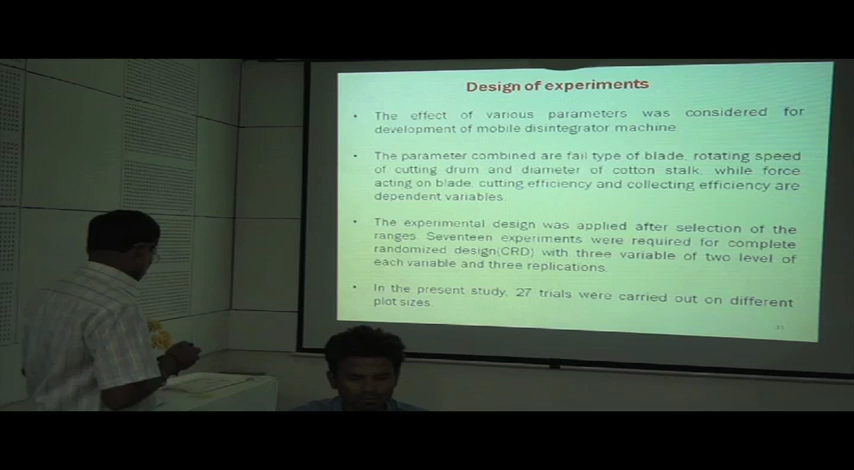 Design of experiments
• The effect of various parameters was considered for
development of mobile disintegrator machine.
• The parameter combined are fail type of blade, rotating speed
of cutting drum and diameter of cotton stalk, while force
acting on blade, cutting efficiency and collecting efficiency are
dependent variables.
• The experimental design was applied after selection of the
ranges. Seventeen experiments were required for complete
randomized design(CRD) with three variable of two level of
each variable and three replications.
• In the present study, 27 trials were carried out on different
plot sizes.